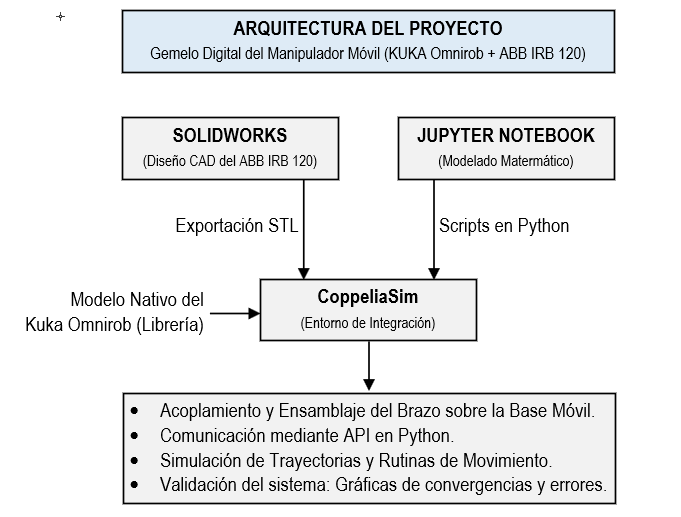 ARQUITECTURA DEL PROYECTO
Gemelo Digital del Manipulador Móvil (KUKA Omnirob + ABB IRB 120)
SOLIDWORKS
(Diseño CAD del ABB IRB 120)
JUPYTER NOTEBOOK
(Modelado Matermático)
Exportación STL
Scripts en Python
Modelo Nativo del
Kuka Omnirob (Librería)
CoppeliaSim
(Entorno de Integración)
• Acoplamiento y Ensamblaje del Brazo sobre la Base Móvil.
• Comunicación mediante API en Python.
• Simulación de Trayectorias y Rutinas de Movimiento.
• Validación del sistema: Gráficas de convergencias y errores.